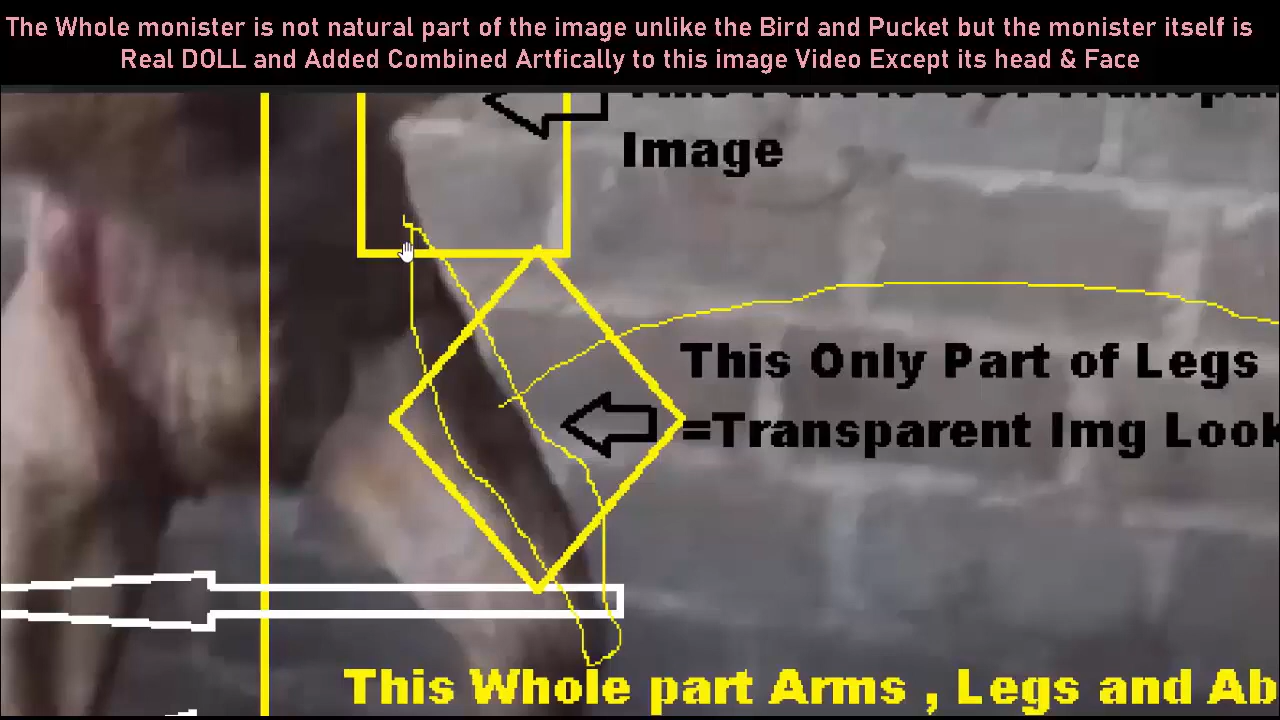 The Whole monister is not natural part of the image unlike the Bird and Pucket but the monister itself is
Real DOLL and Added Combined Artfically to this image Video Except its head & Face
Image
This Only Part of Legs
=Transparent Img Look
This Whole part Arms , Legs and Ab